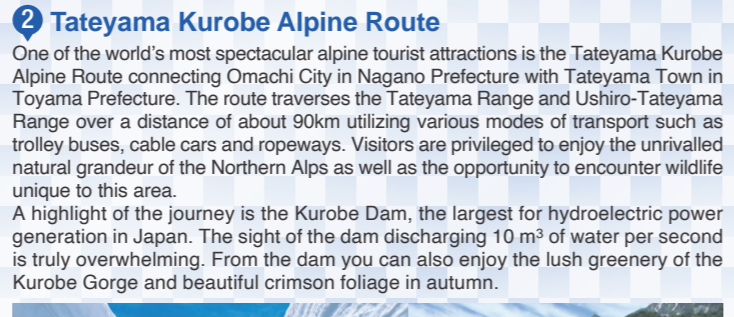 2 Tateyama Kurobe Alpine Route
One of the world's most spectacular alpine tourist attractions is the Tateyama Kurobe
Alpine Route connecting Omachi City in Nagano Prefecture with Tateyama Town in
Toyama Prefecture. The route traverses the Tateyama Range and Ushiro-Tateyama
Range over a distance of about 90km utilizing various modes of transport such as
trolley buses, cable cars and ropeways. Visitors are privileged to enjoy the unrivalled
natural grandeur of the Northern Alps as well as the opportunity to encounter wildlife
unique to this area.
A highlight of the journey is the Kurobe Dam, the largest for hydroelectric power
generation in Japan. The sight of the dam discharging 10 m³ of water per second
is truly overwhelming. From the dam you can also enjoy the lush greenery of the
Kurobe Gorge and beautiful crimson foliage in autumn.